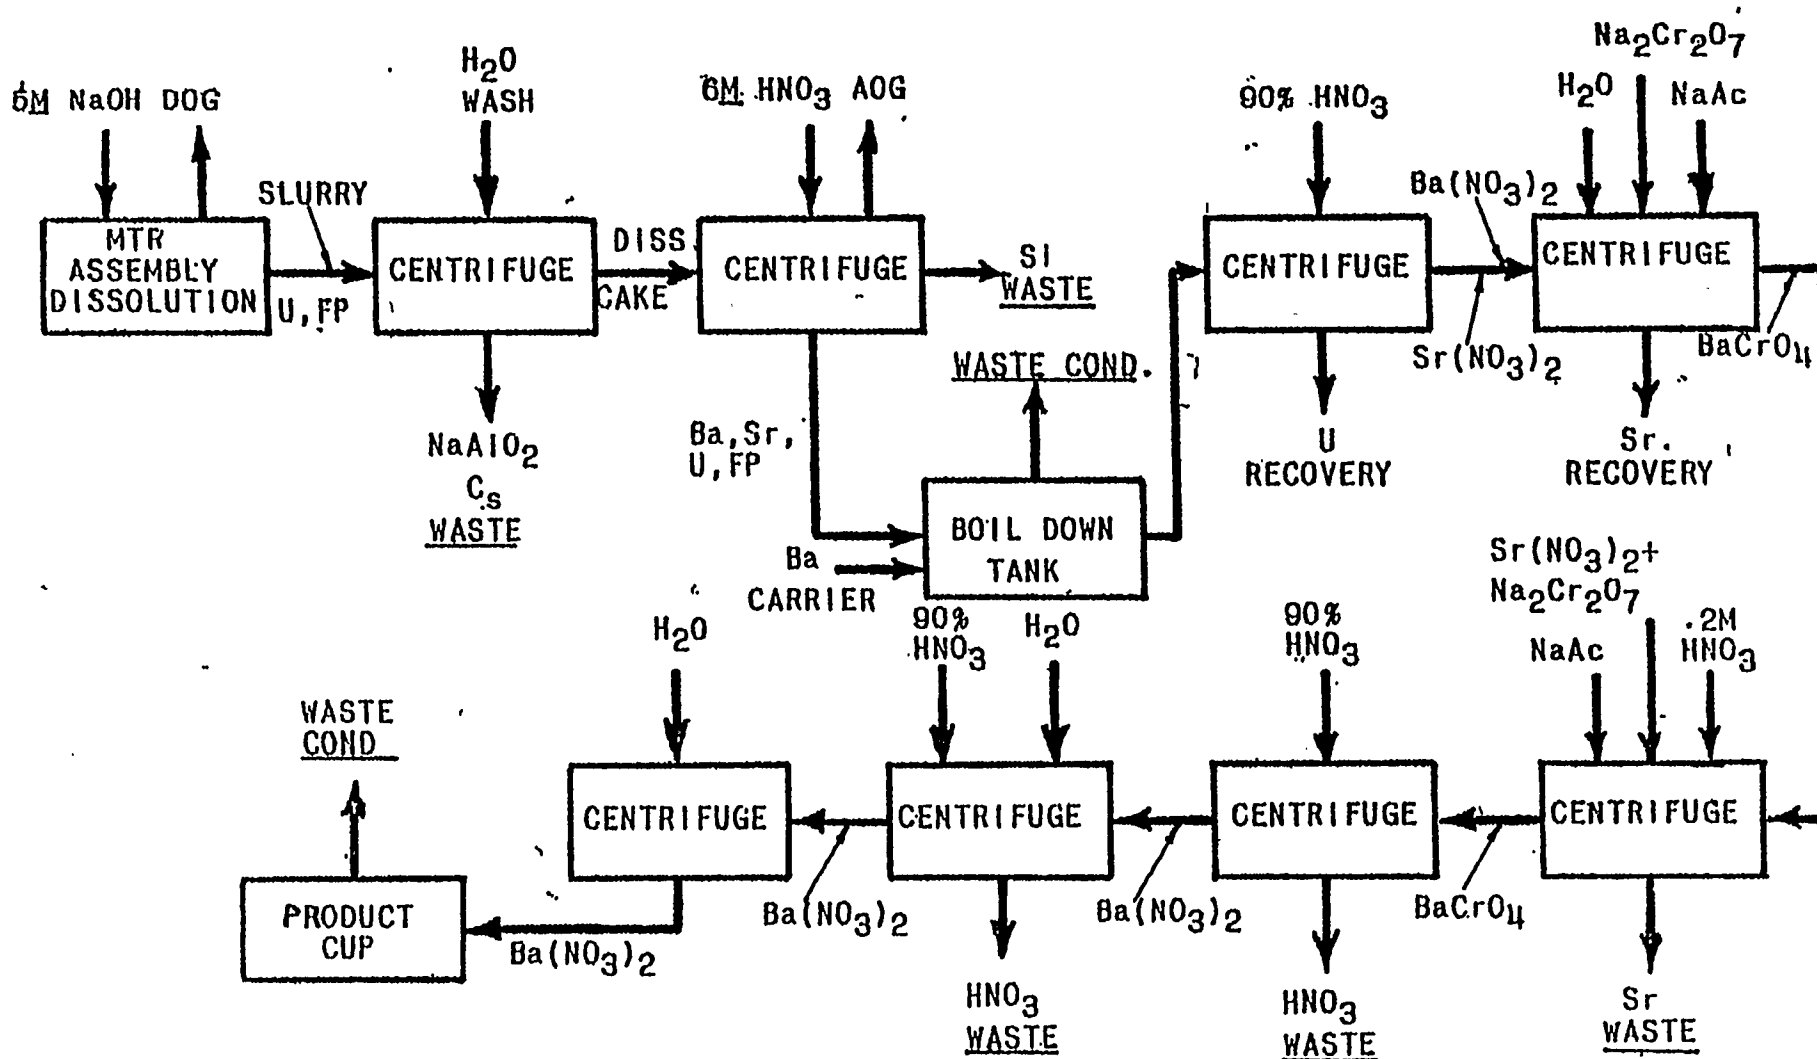 6M NaOH DOG
H₂O
WASH
6M HNO₃ AOG
90% HNO₃
Na₂Cr₂O₇
H₂O
NaAc
SLURRY
MTR
ASSEMBLY
DISSOLUTION
U, FP
CENTRIFUGE
DISS
CAKE
CENTRIFUGE
SI
WASTE
CENTRIFUGE
Ba(NO₃)₂
Sr(NO₃)₂
CENTRIFUGE
BaCrO₄
NaAlO₂
Cs
WASTE
Ba, Sr,
U, FP
WASTE COND.
U
RECOVERY
Sr.
RECOVERY
BOIL DOWN
TANK
Ba
CARRIER
H₂O
90%
HNO₃
H₂O
90%
HNO₃
Sr(NO₃)₂+
Na₂Cr₂O₇
NaAc
.2M
HNO₃
WASTE
COND
CENTRIFUGE
CENTRIFUGE
CENTRIFUGE
CENTRIFUGE
PRODUCT
CUP
Ba(NO₃)₂
Ba(NO₃)₂
Ba(NO₃)₂
BaCrO₄
HNO₃
WASTE
HNO₃
WASTE
Sr
WASTE